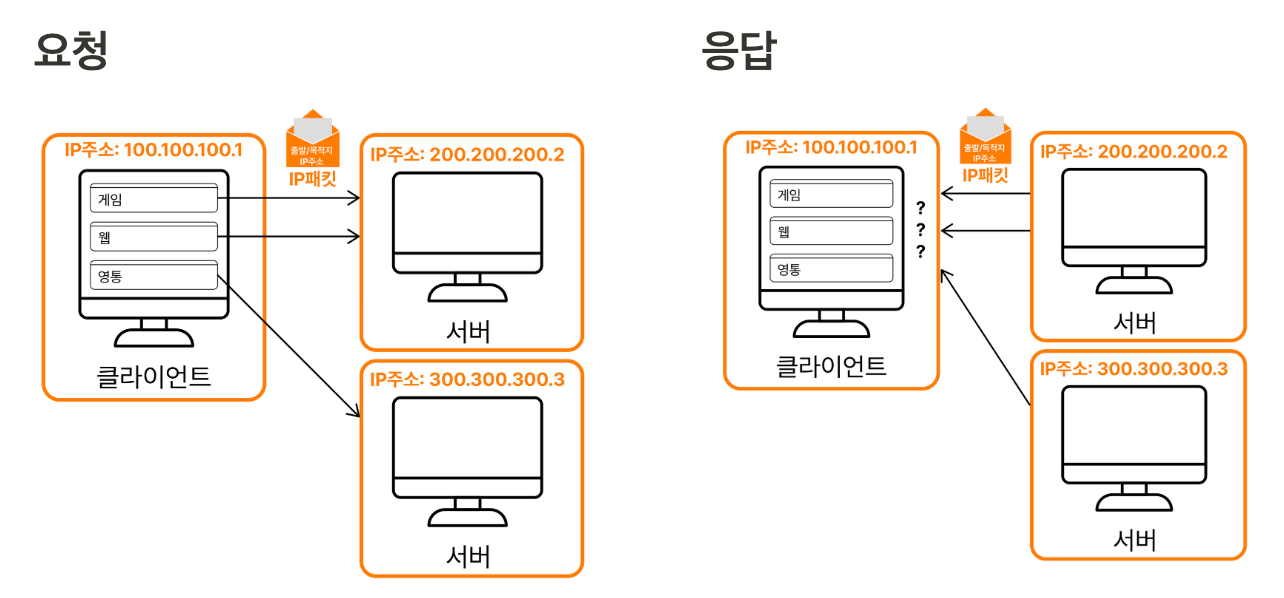 요청
IP주소: 100.100.100.1
게임
웹
영통
클라이언트
출발/목적지
IP주소
IP패킷
IP주소: 200.200.200.2
서버
IP주소: 300.300.300.3
서버
응답
IP주소: 100.100.100.1
게임
웹
영통
?
?
?
클라이언트
출발/목적지
IP주소
IP패킷
IP주소: 200.200.200.2
서버
IP주소: 300.300.300.3
서버